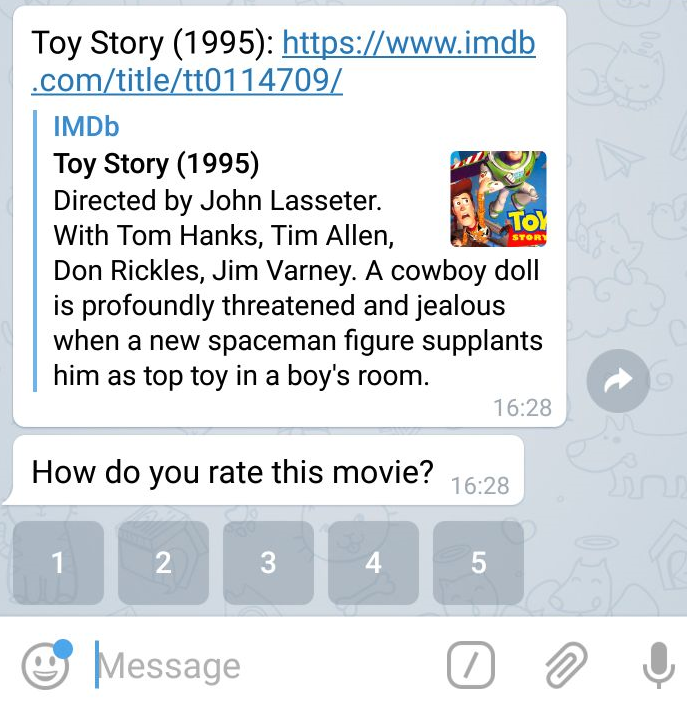 Toy Story (1995): https://www.imdb
.com/title/tt0114709/
IMDb
Toy Story (1995)
TOY
STORY
Directed by John Lasseter.
With Tom Hanks, Tim Allen,
Don Rickles, Jim Varney. A cowboy doll
is profoundly threatened and jealous
when a new spaceman figure supplants
him as top toy in a boy's room.
16:28
How do you rate this movie? 16:28
1 2 3 4 5
Message